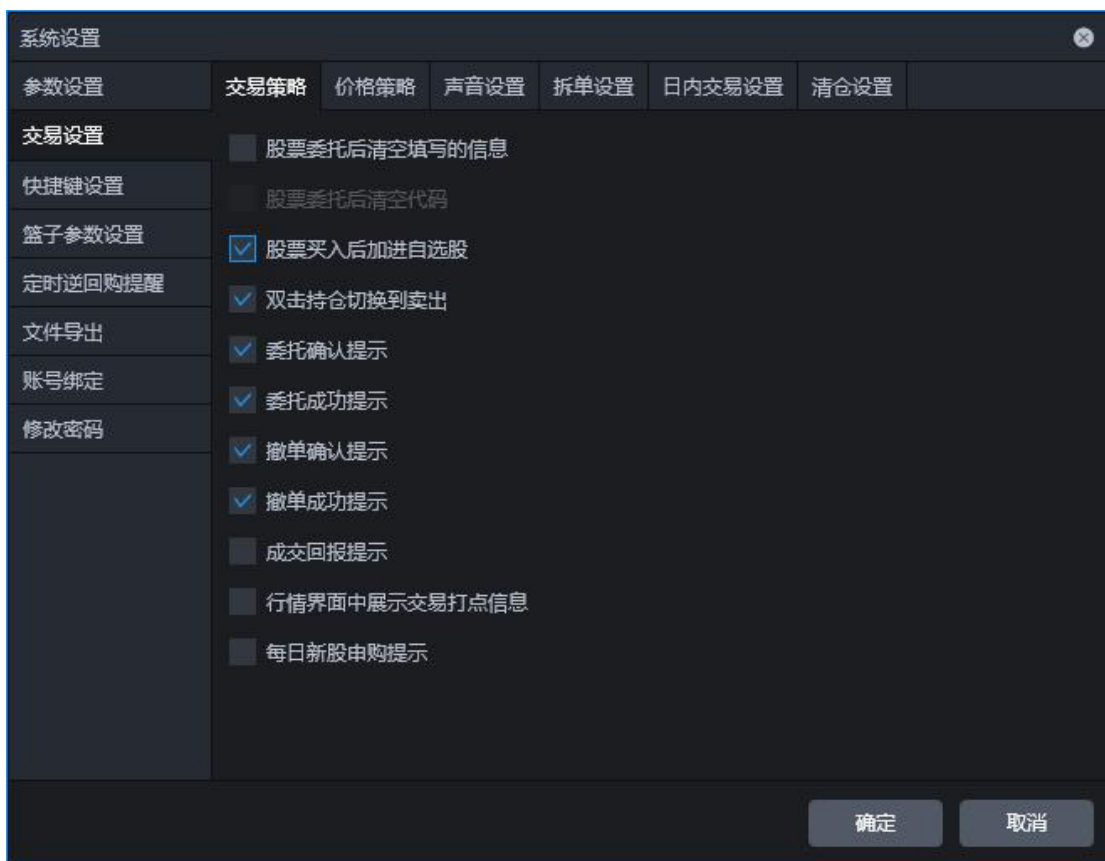 系统设置
参数设置
交易设置
快捷键设置
篮子参数设置
定时逆回购提醒
文件导出
账号绑定
修改密码
交易策略 价格策略 声音设置 拆单设置 日内交易设置 清仓设置
股票委托后清空填写的信息
股票委托后清空代码
股票买入后加进自选股
双击持仓切换到卖出
委托确认提示
委托成功提示
撤单确认提示
撤单成功提示
成交回报提示
行情界面中展示交易打点信息
每日新股申购提示
确定 取消